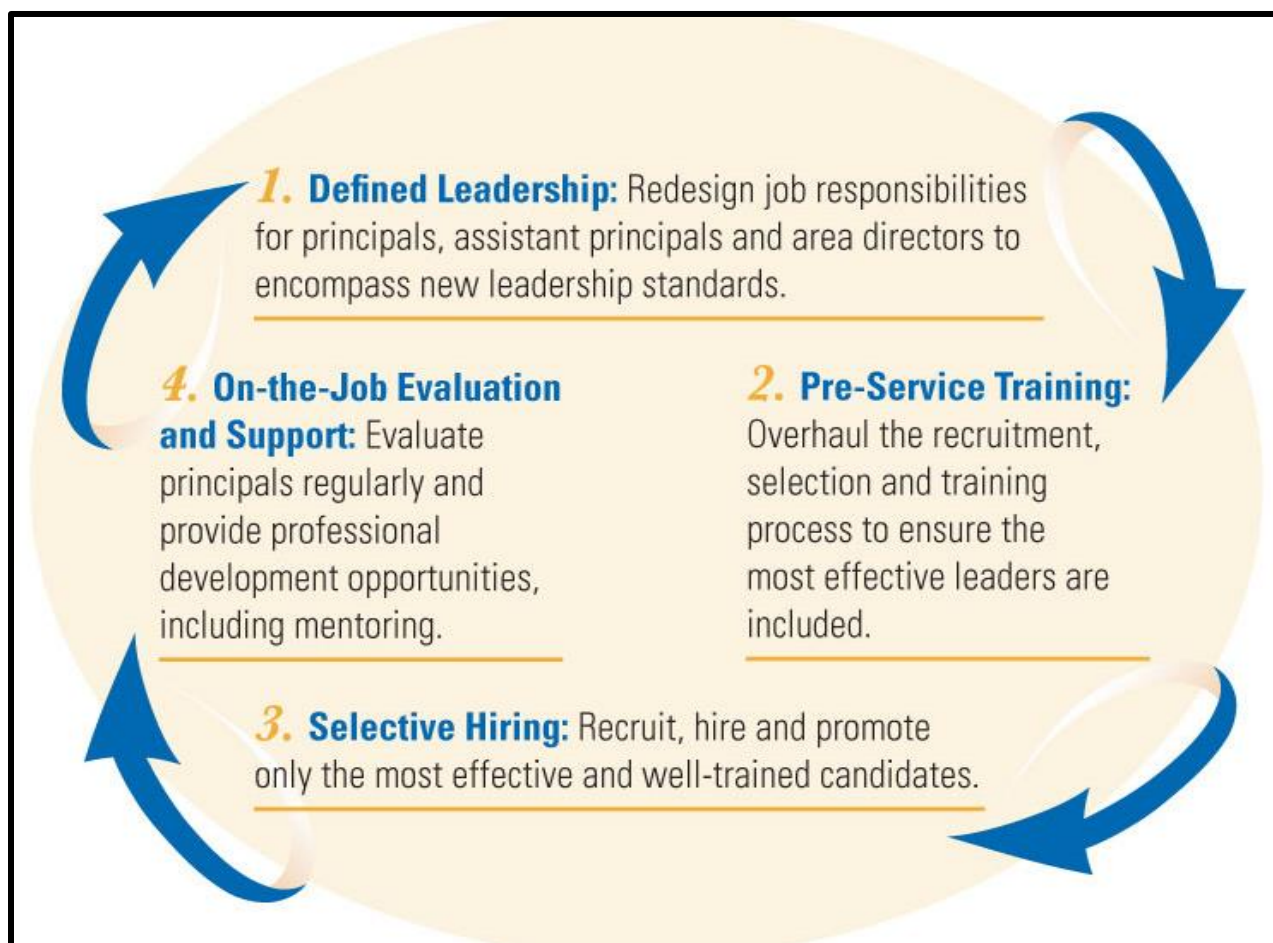 1. Defined Leadership: Redesign job responsibilities
for principals, assistant principals and area directors to
encompass new leadership standards.
2. Pre-Service Training:
Overhaul the recruitment,
selection and training
process to ensure the
most effective leaders are
included.
3. Selective Hiring: Recruit, hire and promote
only the most effective and well-trained candidates.
4. On-the-Job Evaluation
and Support: Evaluate
principals regularly and
provide professional
development opportunities,
including mentoring.